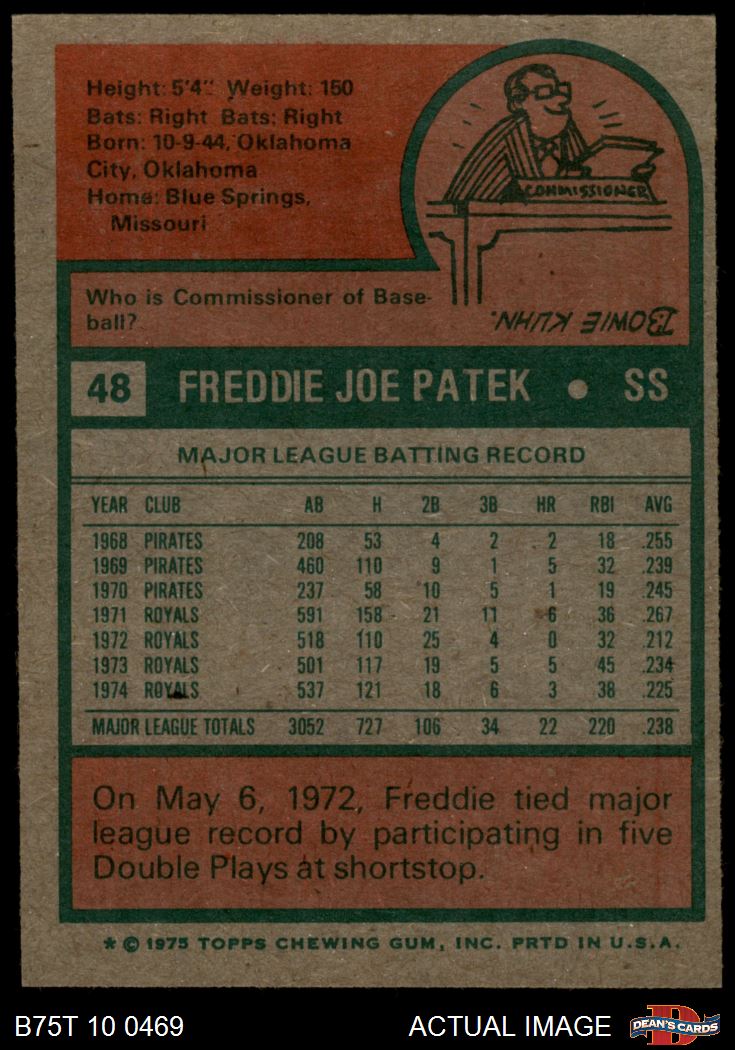 Height: 5'4" Weight: 150
Bats: Right Bats: Right
Born: 10-9-44, Oklahoma
City, Oklahoma
Home: Blue Springs,
Missouri
COMMISSIONER
Who is Commissioner of Base-
ball?
BOWIE KUHN.
48 FREDDIE JOE PATEK • SS
MAJOR LEAGUE BATTING RECORD
YEAR CLUB AB H 2B 3B HR RBI AVG
1968 PIRATES 208 53 4 2 2 18 .255
1969 PIRATES 460 110 9 1 5 32 .239
1970 PIRATES 237 58 10 5 1 19 .245
1971 ROYALS 591 158 21 11 6 36 .267
1972 ROYALS 518 110 25 4 0 32 .212
1973 ROYALS 501 117 19 5 5 45 .234
1974 ROYALS 537 121 18 6 3 38 .225
MAJOR LEAGUE TOTALS 3052 727 106 34 22 220 .238
On May 6, 1972, Freddie tied major
league record by participating in five
Double Plays at shortstop.
* © 1975 TOPPS CHEWING GUM, INC. PRTD IN U.S.A.
B75T 10 0469 ACTUAL IMAGE D DEAN'S CARDS